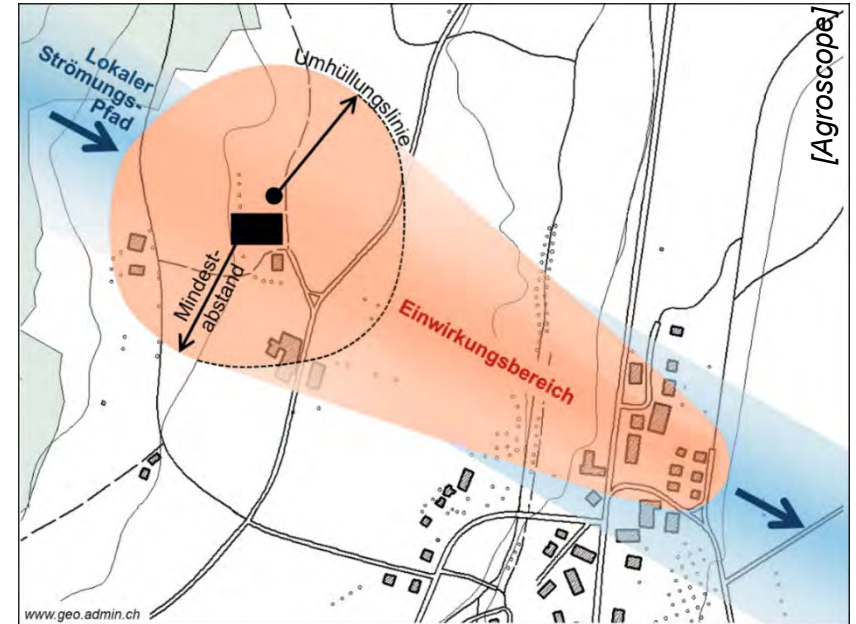 Lokaler
Strömungs-
Pfad
Umhüllungslinie
[Agroscope]
Mindest-
abstand
Einwirkungsbereich
www.geo.admin.ch